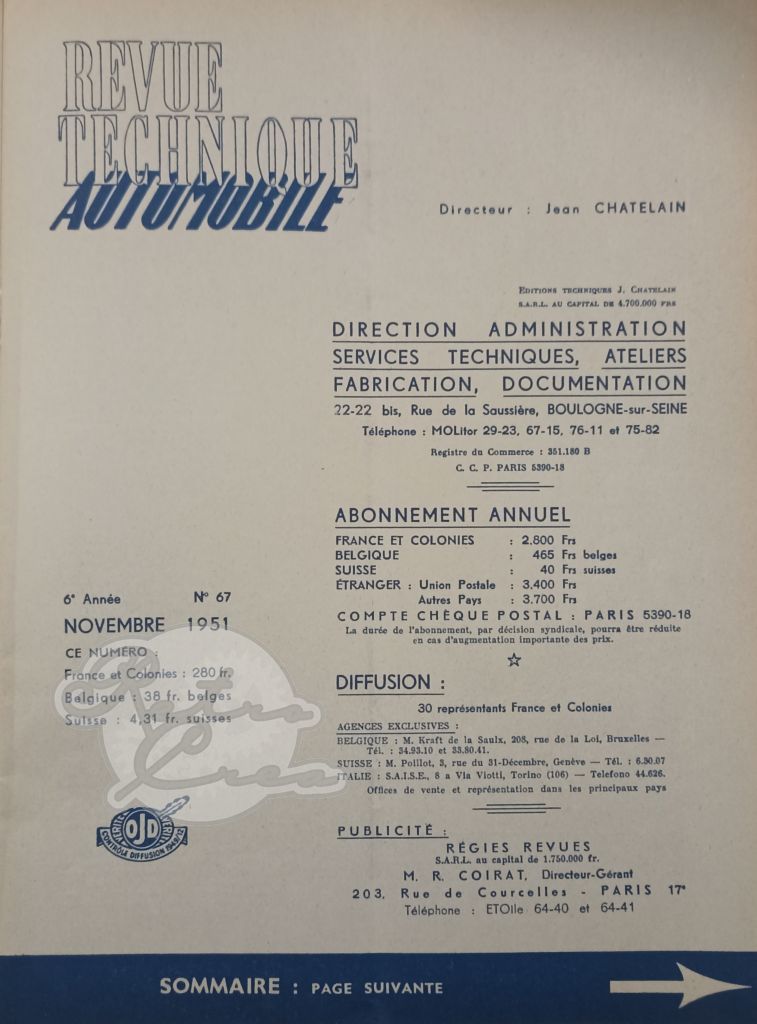 REVUE
TECHNIQUE
AUTOMOBILE
Directeur : Jean CHATELAIN
EDITIONS TECHNIQUES J. CHATELAIN
S.A.R.L. AU CAPITAL DE 4.700.000 FRS
DIRECTION ADMINISTRATION
SERVICES TECHNIQUES, ATELIERS
FABRICATION, DOCUMENTATION
22-22 bis, Rue de la Saussière, BOULOGNE-sur-SEINE
Téléphone : MOLitor 29-23, 67-15, 76-11 et 75-82
Registre du Commerce : 351.180 B
C. C. P. PARIS 5390-18
ABONNEMENT ANNUEL
FRANCE ET COLONIES : 2.800 Frs
BELGIQUE : 465 Frs belges
SUISSE : 40 Frs suisses
ÉTRANGER : Union Postale : 3.400 Frs
Autres Pays : 3.700 Frs
COMPTE CHÈQUE POSTAL : PARIS 5390-18
La durée de l'abonnement, par décision syndicale, pourra être réduite
en cas d'augmentation importante des prix.
6e Année N° 67
NOVEMBRE 1951
CE NUMÉRO :
France et Colonies : 280 fr.
Belgique : 38 fr. belges
Suisse : 4,31 fr. suisses
Retro
Crea
DIFFUSION :
30 représentants France et Colonies
AGENCES EXCLUSIVES :
BELGIQUE : M. Kraft de la Saulx, 208, rue de la Loi, Bruxelles —
Tél. : 34.93.10 et 33.80.41.
SUISSE : M. Poillot, 3, rue du 31-Décembre, Genève — Tél. : 6.30.07
ITALIE : S.A.I.S.E., 8 a Via Viotti, Torino (106) — Telefono 44.626.
Offices de vente et représentation dans les principaux pays
OJD
CONTRÔLE DIFFUSION 1949/12
PUBLICITÉ :
RÉGIES REVUES
S.A.R.L. au capital de 1.750.000 fr.
M. R. COIRAT, Directeur-Gérant
203, Rue de Courcelles - PARIS 17e
Téléphone : ETOile 64-40 et 64-41
SOMMAIRE : PAGE SUIVANTE